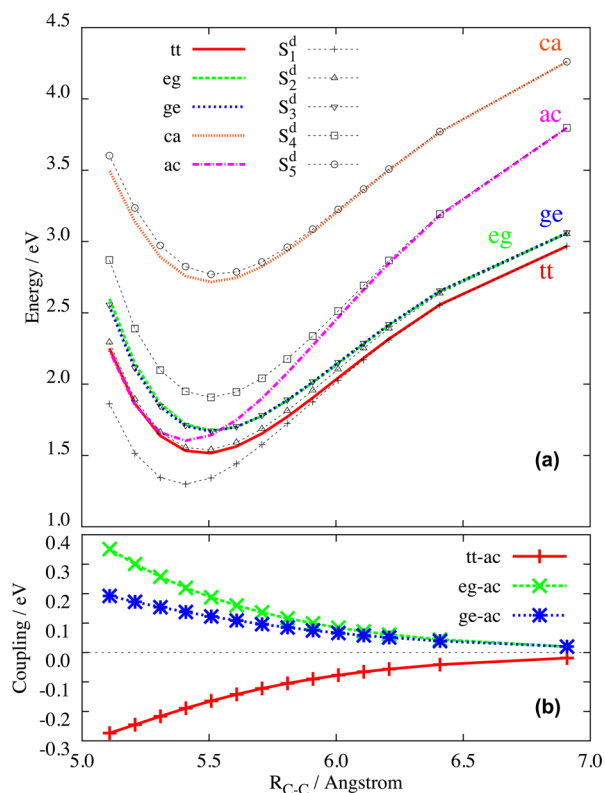 4.5
4.0
3.5
3.0
2.5
2.0
1.5
1.0
Energy / eV
tt
eg
ge
ca
ac
S₁ᵈ
S₂ᵈ
S₃ᵈ
S₄ᵈ
S₅ᵈ
ca
ac
ge
eg
tt
(a)
0.4
0.3
0.2
0.1
0.0
-0.1
-0.2
-0.3
Coupling / eV
tt-ac
eg-ac
ge-ac
(b)
5.0 5.5 6.0 6.5 7.0
R_C-C / Angstrom